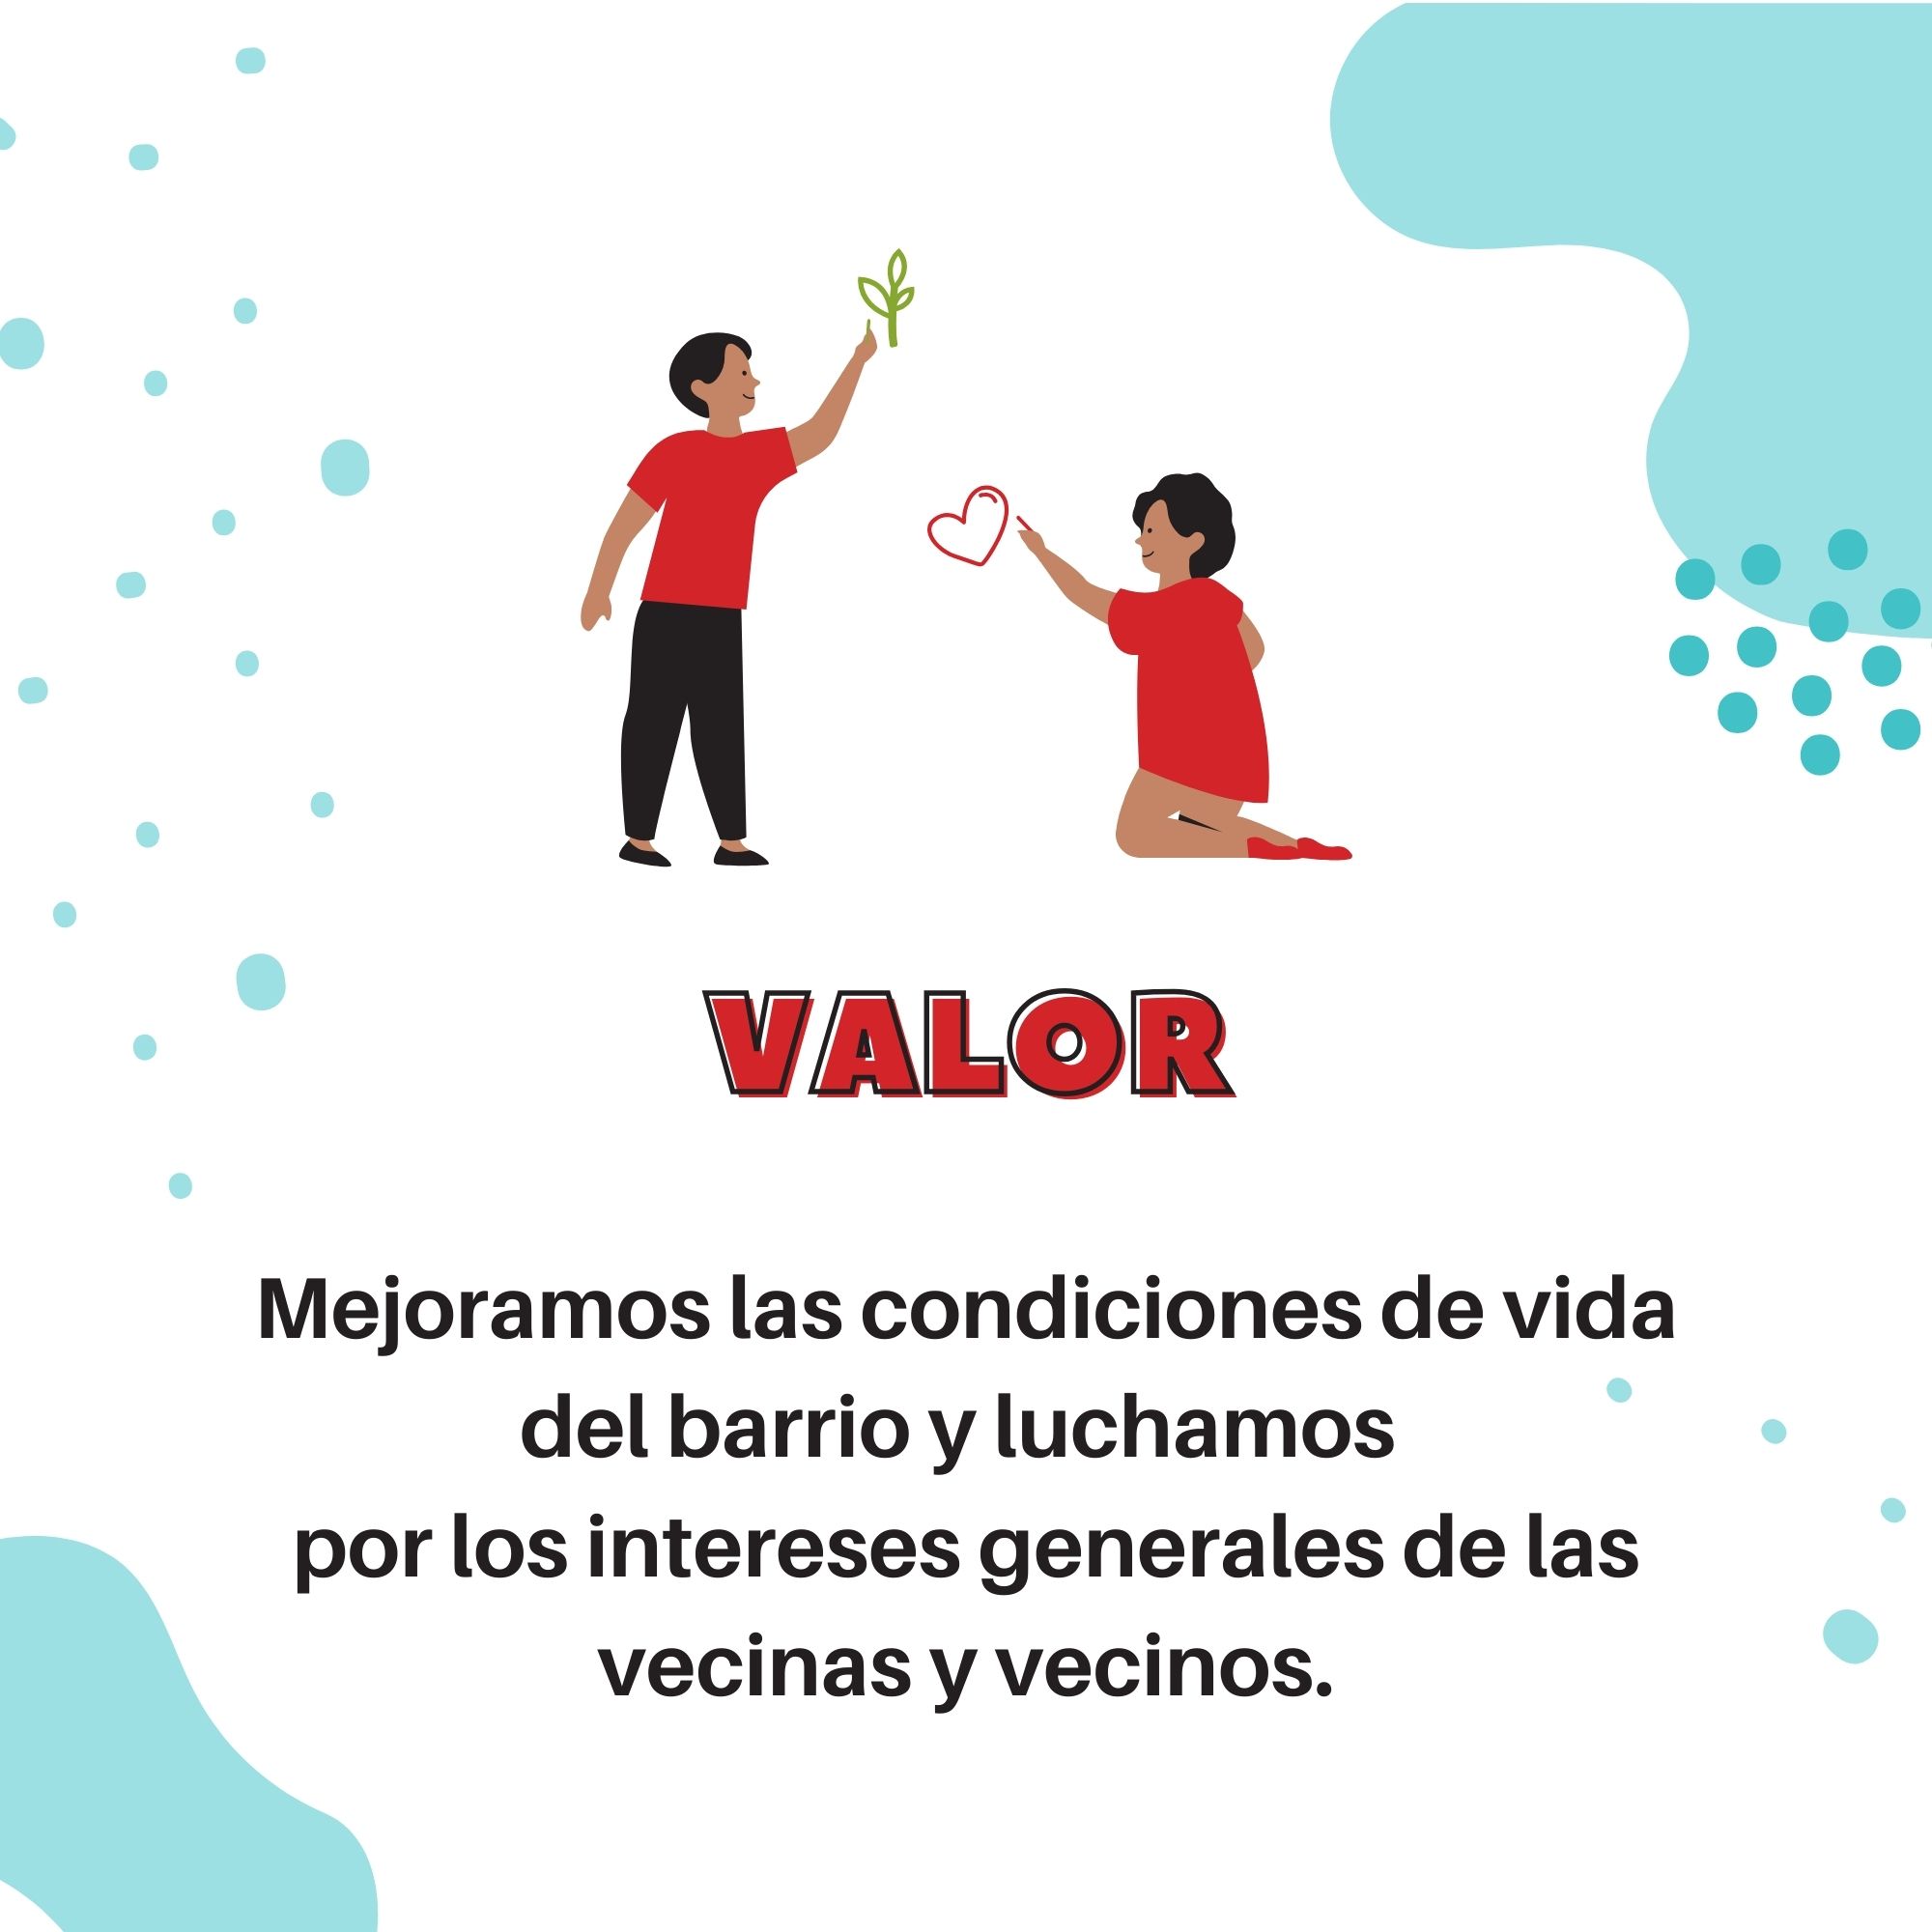 VALOR
Mejoramos las condiciones de vida
del barrio y luchamos
por los intereses generales de las
vecinas y vecinos.